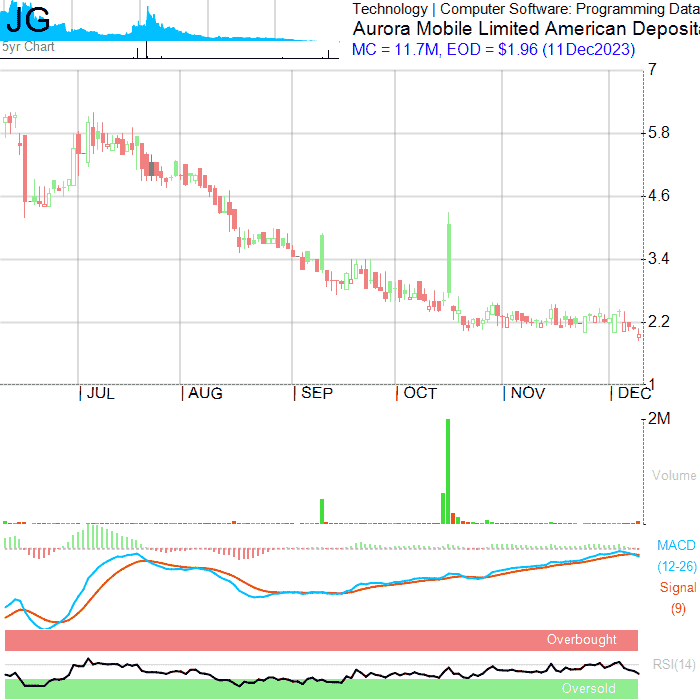 JG
5yr Chart
Technology | Computer Software: Programming Data
Aurora Mobile Limited American Deposit
MC = 11.7M, EOD = $1.96 (11Dec2023)
7
5.8
4.6
3.4
2.2
1
JUL AUG SEP OCT NOV DEC
2M
Volume
MACD
(12-26)
Signal
(9)
Overbought
RSI(14)
Oversold